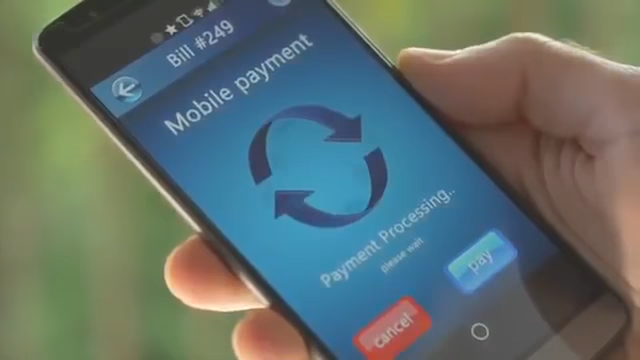 Bill #249
Mobile payment
Payment Processing..
please wait
cancel
pay